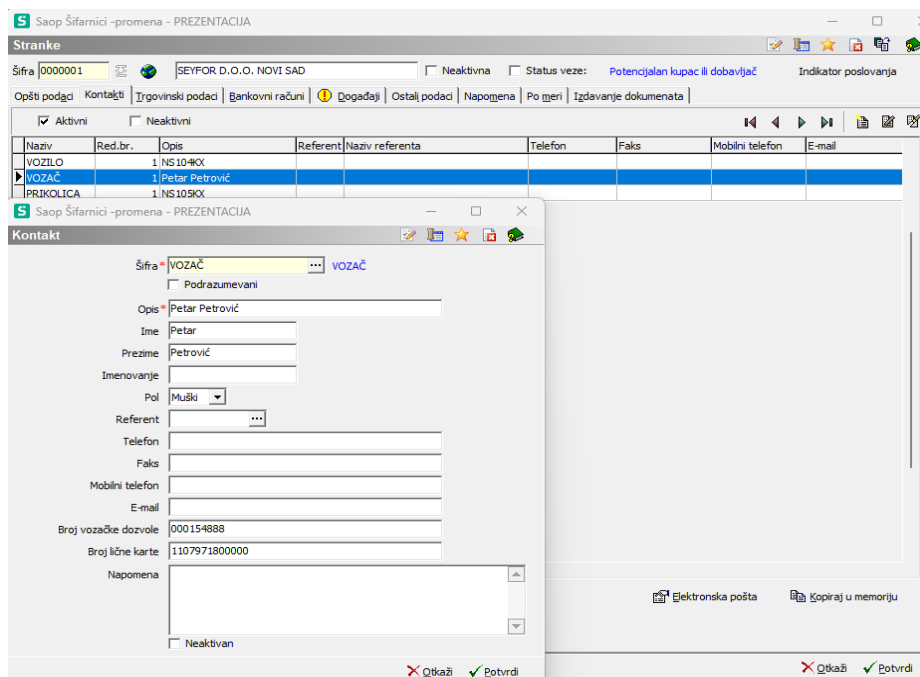 Saop Šifarnici -promena - PREZENTACIJA
Stranke
Šifra 0000001 SEYFOR D.O.O. NOVI SAD Neaktivna Status veze: Potencijalan kupac ili dobavljač Indikator poslovanja
Opšti podaci Kontakti Trgovinski podaci Bankovni računi Događaji Ostali podaci Napomena Po meri Izdavanje dokumenata
Aktivni Neaktivni
Naziv Red.br. Opis Referent Naziv referenta Telefon Faks Mobilni telefon E-mail
VOZILO 1 NS104KX
VOZAČ 1 Petar Petrović
PRIKOLICA 1 NS105KX
Saop Šifarnici -promena - PREZENTACIJA
Kontakt
Šifra* VOZAČ ... VOZAČ
Podrazumevani
Opis* Petar Petrović
Ime Petar
Prezime Petrović
Imenovanje
Pol Muški
Referent ...
Telefon
Faks
Mobilni telefon
E-mail
Broj vozačke dozvole 000154888
Broj lične karte 1107971800000
Napomena
Elektronska pošta Kopiraj u memoriju
Neaktivan
Otkaži Potvrdi
Otkaži Potvrdi